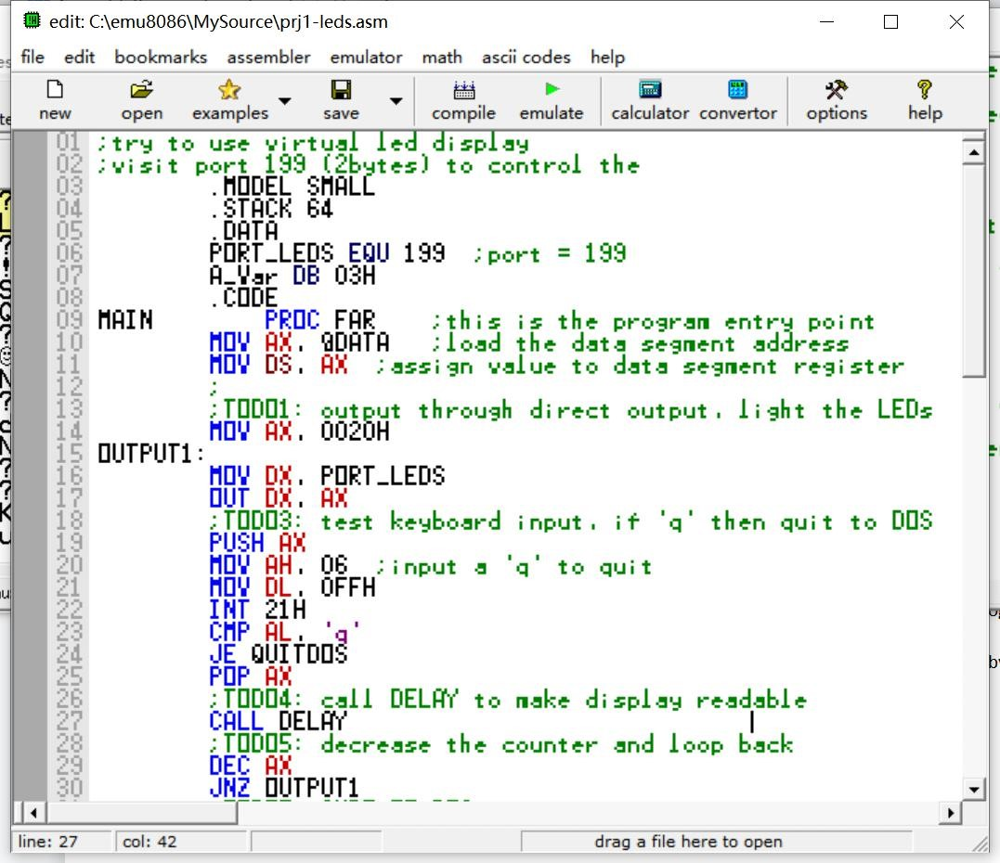 edit: C:\emu8086\MySource\prj1-leds.asm
file edit bookmarks assembler emulator math ascii codes help
new open examples save compile emulate calculator convertor options help
01 ;try to use virtual led display
02 ;visit port 199 (2bytes) to control the
03 .MODEL SMALL
04 .STACK 64
05 .DATA
06 PORT_LEDS EQU 199 ;port = 199
07 A_Var DB 03H
08 .CODE
09 MAIN PROC FAR ;this is the program entry point
10 MOV AX, @DATA ;load the data segment address
11 MOV DS, AX ;assign value to data segment register
12 ;
13 ;TODO1: output through direct output, light the LEDs
14 MOV AX, 0020H
15 OUTPUT1:
16 MOV DX, PORT_LEDS
17 OUT DX, AX
18 ;TODO3: test keyboard input, if 'q' then quit to DOS
19 PUSH AX
20 MOV AH, 06 ;input a 'q' to quit
21 MOV DL, 0FFH
22 INT 21H
23 CMP AL, 'q'
24 JE QUITDOS
25 POP AX
26 ;TODO4: call DELAY to make display readable
27 CALL DELAY
28 ;TODO5: decrease the counter and loop back
29 DEC AX
30 JNZ OUTPUT1
line: 27 col: 42 drag a file here to open